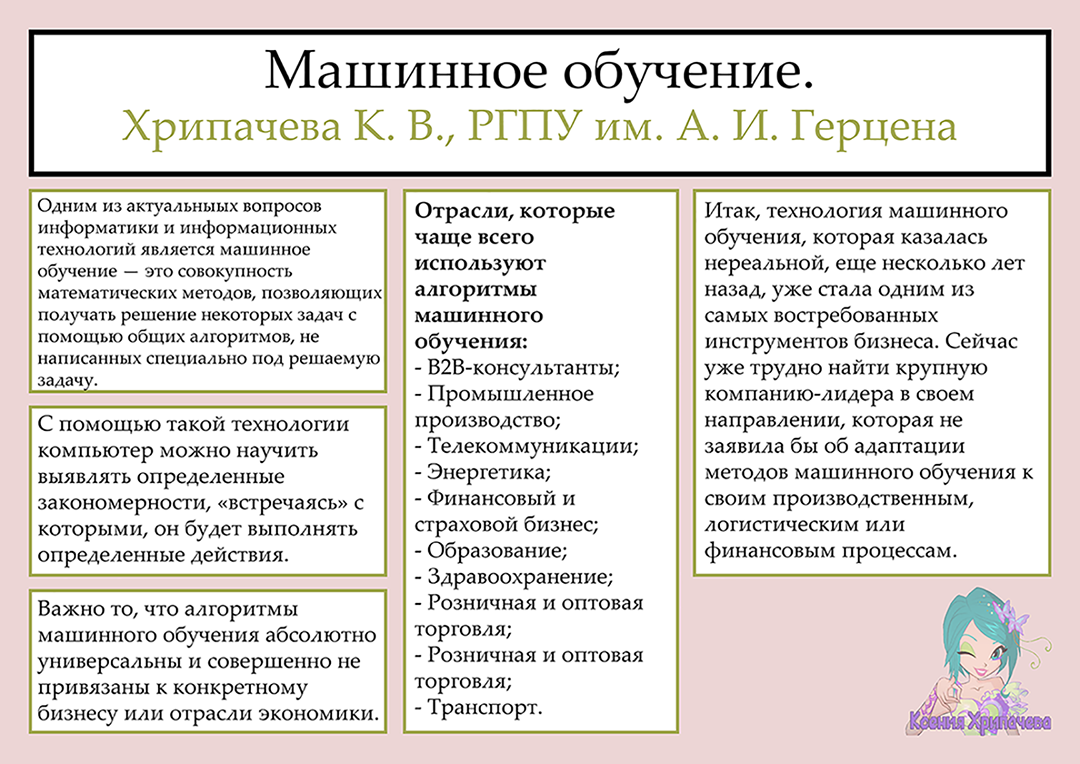 Машинное обучение.
Хрипачева К. В., РГПУ им. А. И. Герцена
Одним из актуальныых вопросов
информатики и информационных
технологий является машинное
обучение — это совокупность
математических методов, позволяющих
получать решение некоторых задач с
помощью общих алгоритмов, не
написанных специально под решаемую
задачу.
С помощью такой технологии
компьютер можно научить
выявлять определенные
закономерности, «встречаясь» с
которыми, он будет выполнять
определенные действия.
Важно то, что алгоритмы
машинного обучения абсолютно
универсальны и совершенно не
привязаны к конкретному
бизнесу или отрасли экономики.
Отрасли, которые
чаще всего
используют
алгоритмы
машинного
обучения:
- B2B-консультанты;
- Промышленное
производство;
- Телекоммуникации;
- Энергетика;
- Финансовый и
страховой бизнес;
- Образование;
- Здравоохранение;
- Розничная и оптовая
торговля;
- Розничная и оптовая
торговля;
- Транспорт.
Итак, технология машинного
обучения, которая казалась
нереальной, еще несколько лет
назад, уже стала одним из
самых востребованных
инструментов бизнеса. Сейчас
уже трудно найти крупную
компанию-лидера в своем
направлении, которая не
заявила бы об адаптации
методов машинного обучения к
своим производственным,
логистическим или
финансовым процессам.
Ксения Хрипачева